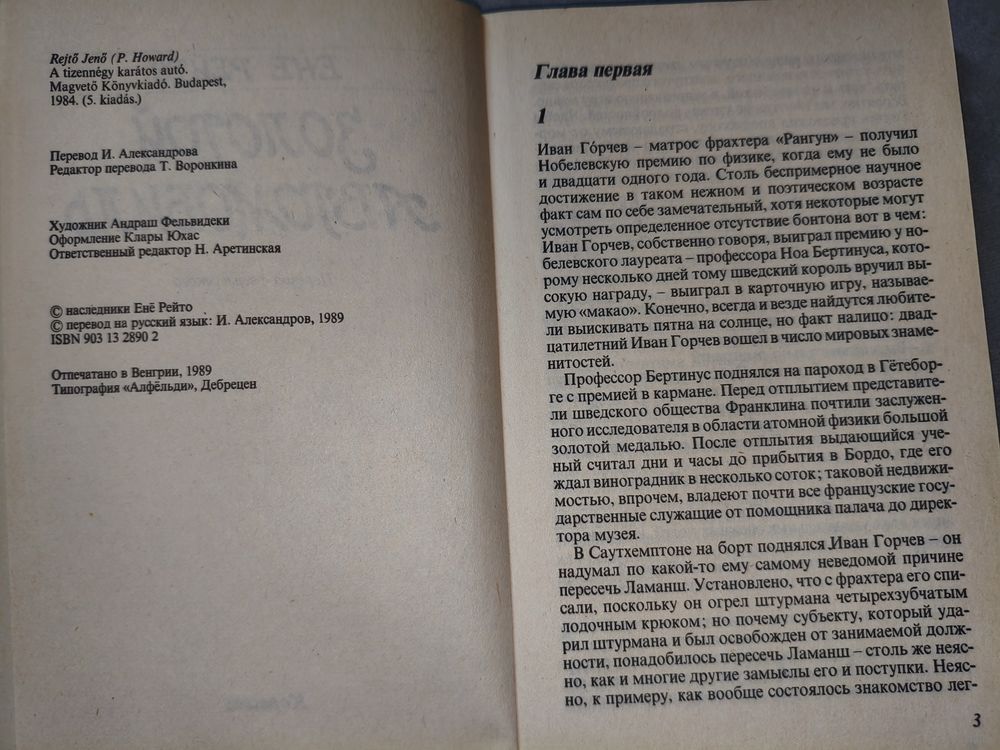 Rejtő Jenő (P. Howard)
A tizennégy karátos autó.
Magvető Könyvkiadó. Budapest,
1984. (5. kiadás.)
Перевод И. Александрова
Редактор перевода Т. Воронкина
Художник Андраш Фельвидеки
Оформление Клары Юхас
Ответственный редактор Н. Аретинская
© наследники Енё Рейто
© перевод на русский язык: И. Александров, 1989
ISBN 903 13 2890 2
Отпечатано в Венгрии, 1989
Типография «Алфёльди», Дебрецен
Глава первая
1
Иван Го́рчев – матрос фрахтера «Рангун» – получил
Нобелевскую премию по физике, когда ему не было
и двадцати одного года. Столь беспримерное научное
достижение в таком нежном и поэтическом возрасте
факт сам по себе замечательный, хотя некоторые могут
усмотреть определенное отсутствие бонтона вот в чем:
Иван Горчев, собственно говоря, выиграл премию у но-
белевского лауреата – профессора Ноа Бертинуса, кото-
рому несколько дней тому шведский король вручил вы-
сокую награду, – выиграл в карточную игру, называе-
мую «макао». Конечно, всегда и везде найдутся любите-
ли выискивать пятна на солнце, но факт налицо: двад-
цатилетний Иван Горчев вошел в число мировых знаме-
нитостей.
Профессор Бертинус поднялся на пароход в Гётебор-
ге с премией в кармане. Перед отплытием представите-
ли шведского общества Франклина почтили заслужен-
ного исследователя в области атомной физики большой
золотой медалью. После отплытия выдающийся уче-
ный считал дни и часы до прибытия в Бордо, где его
ждал виноградник в несколько соток; таковой недвижи-
мостью, впрочем, владеют почти все французские госу-
дарственные служащие от помощника палача до дирек-
тора музея.
В Саутхемптоне на борт поднялся Иван Горчев – он
надумал по какой-то ему самому неведомой причине
пересечь Ламанш. Установлено, что с фрахтера его спи-
сали, поскольку он огрел штурмана четырехзубчатым
лодочным крюком; но почему субъекту, который уда-
рил штурмана и был освобожден от занимаемой долж-
ности, понадобилось пересечь Ламанш – столь же неяс-
но, как и многие другие замыслы его и поступки. Неяс-
но, к примеру, как вообще состоялось знакомство лег-
3